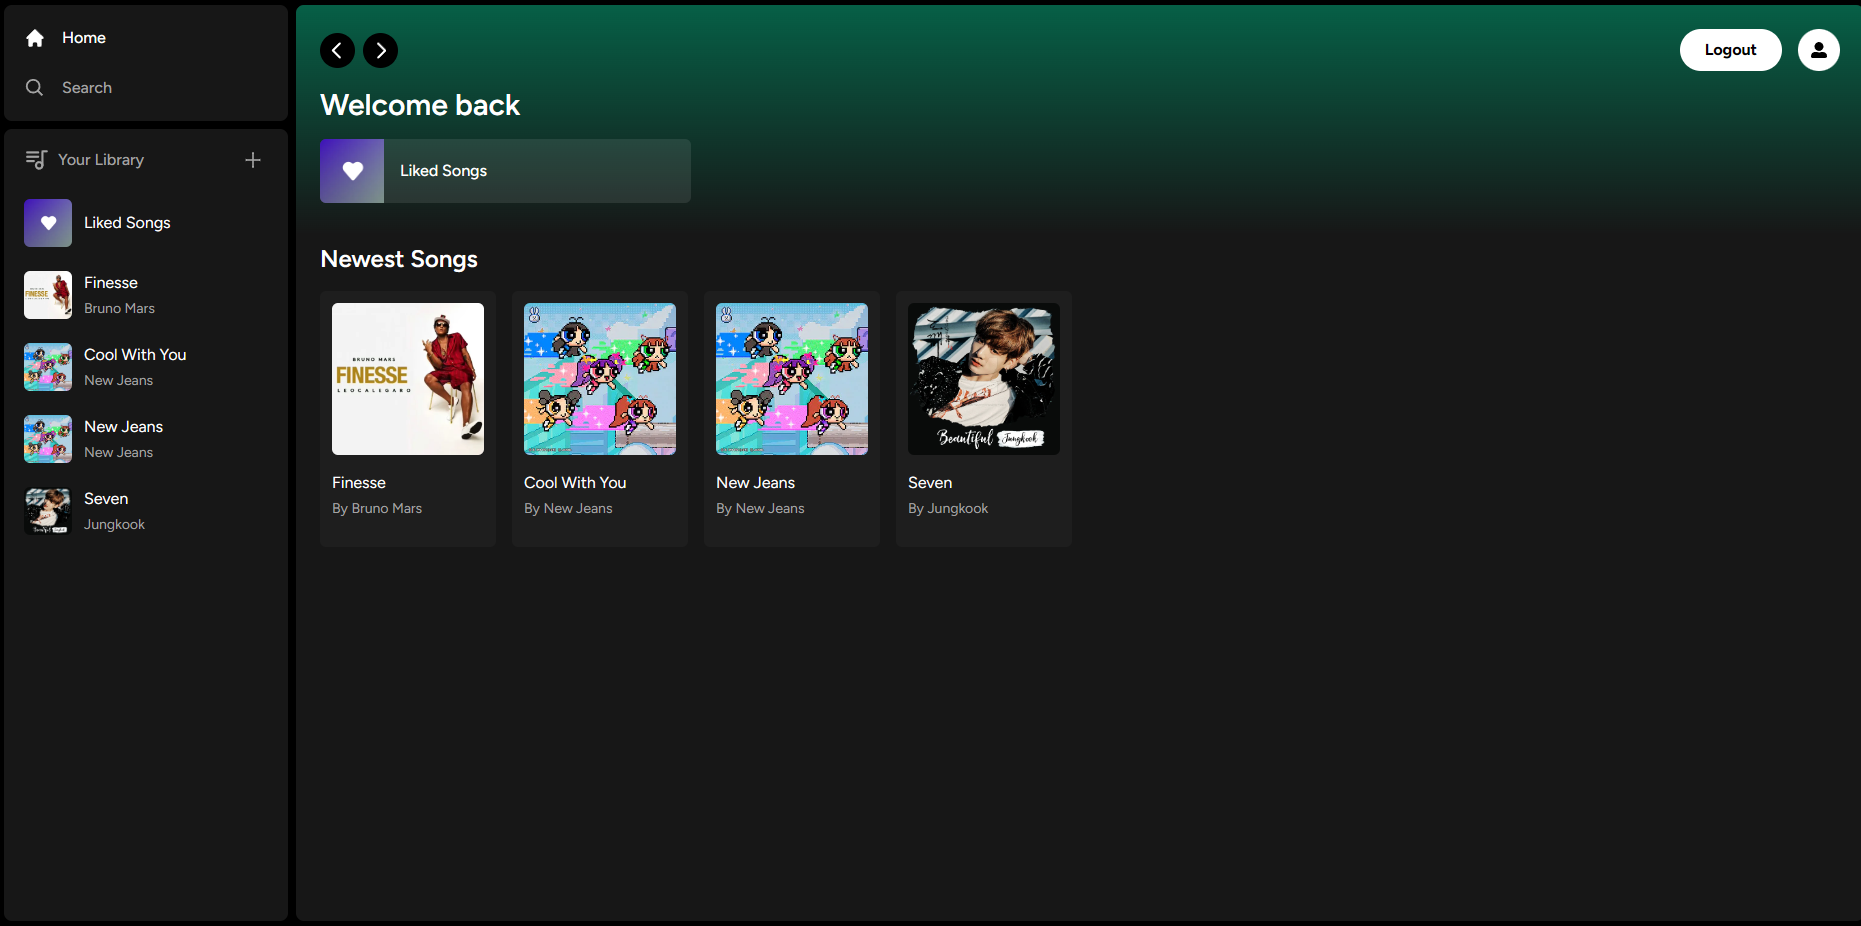 Home
Search
Your Library
Liked Songs
FINESSE
Finesse
Bruno Mars
Cool With You
New Jeans
New Jeans
New Jeans
Seven
Jungkook
Logout
Welcome back
Liked Songs
Newest Songs
BRUNO MARS
FINESSE
LEOCALEGARO
Finesse
By Bruno Mars
Cool With You
By New Jeans
New Jeans
By New Jeans
Beautiful Jungkook
Seven
By Jungkook